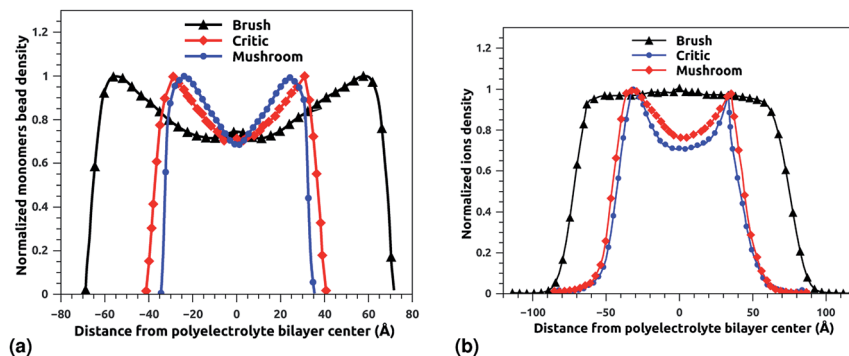 Brush
Critic
Mushroom
Normalized monomers bead density
1.2
1
0.8
0.6
0.4
0.2
0
−80 −60 −40 −20 0 20 40 60 80
Distance from polyelectrolyte bilayer center (Å)
(a)
Brush
Critic
Mushroom
Normalized ions density
1.2
1
0.8
0.6
0.4
0.2
0
−100 −50 0 50 100
Distance from polyelectrolyte bilayer center (Å)
(b)